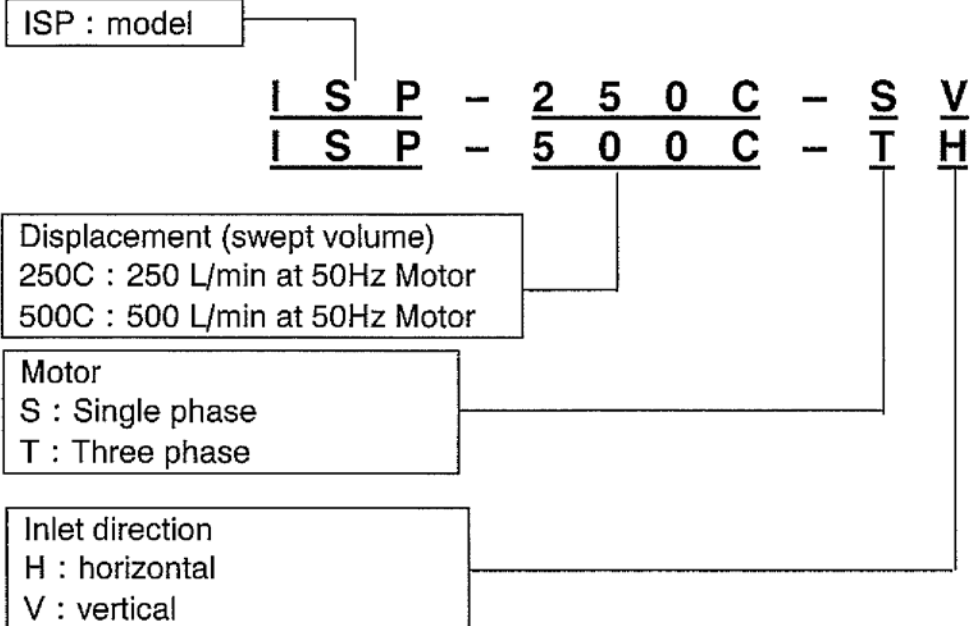 ISP : model
I S P - 2 5 0 C - S V
I S P - 5 0 0 C - T H
Displacement (swept volume)
250C : 250 L/min at 50Hz Motor
500C : 500 L/min at 50Hz Motor
Motor
S : Single phase
T : Three phase
Inlet direction
H : horizontal
V : vertical